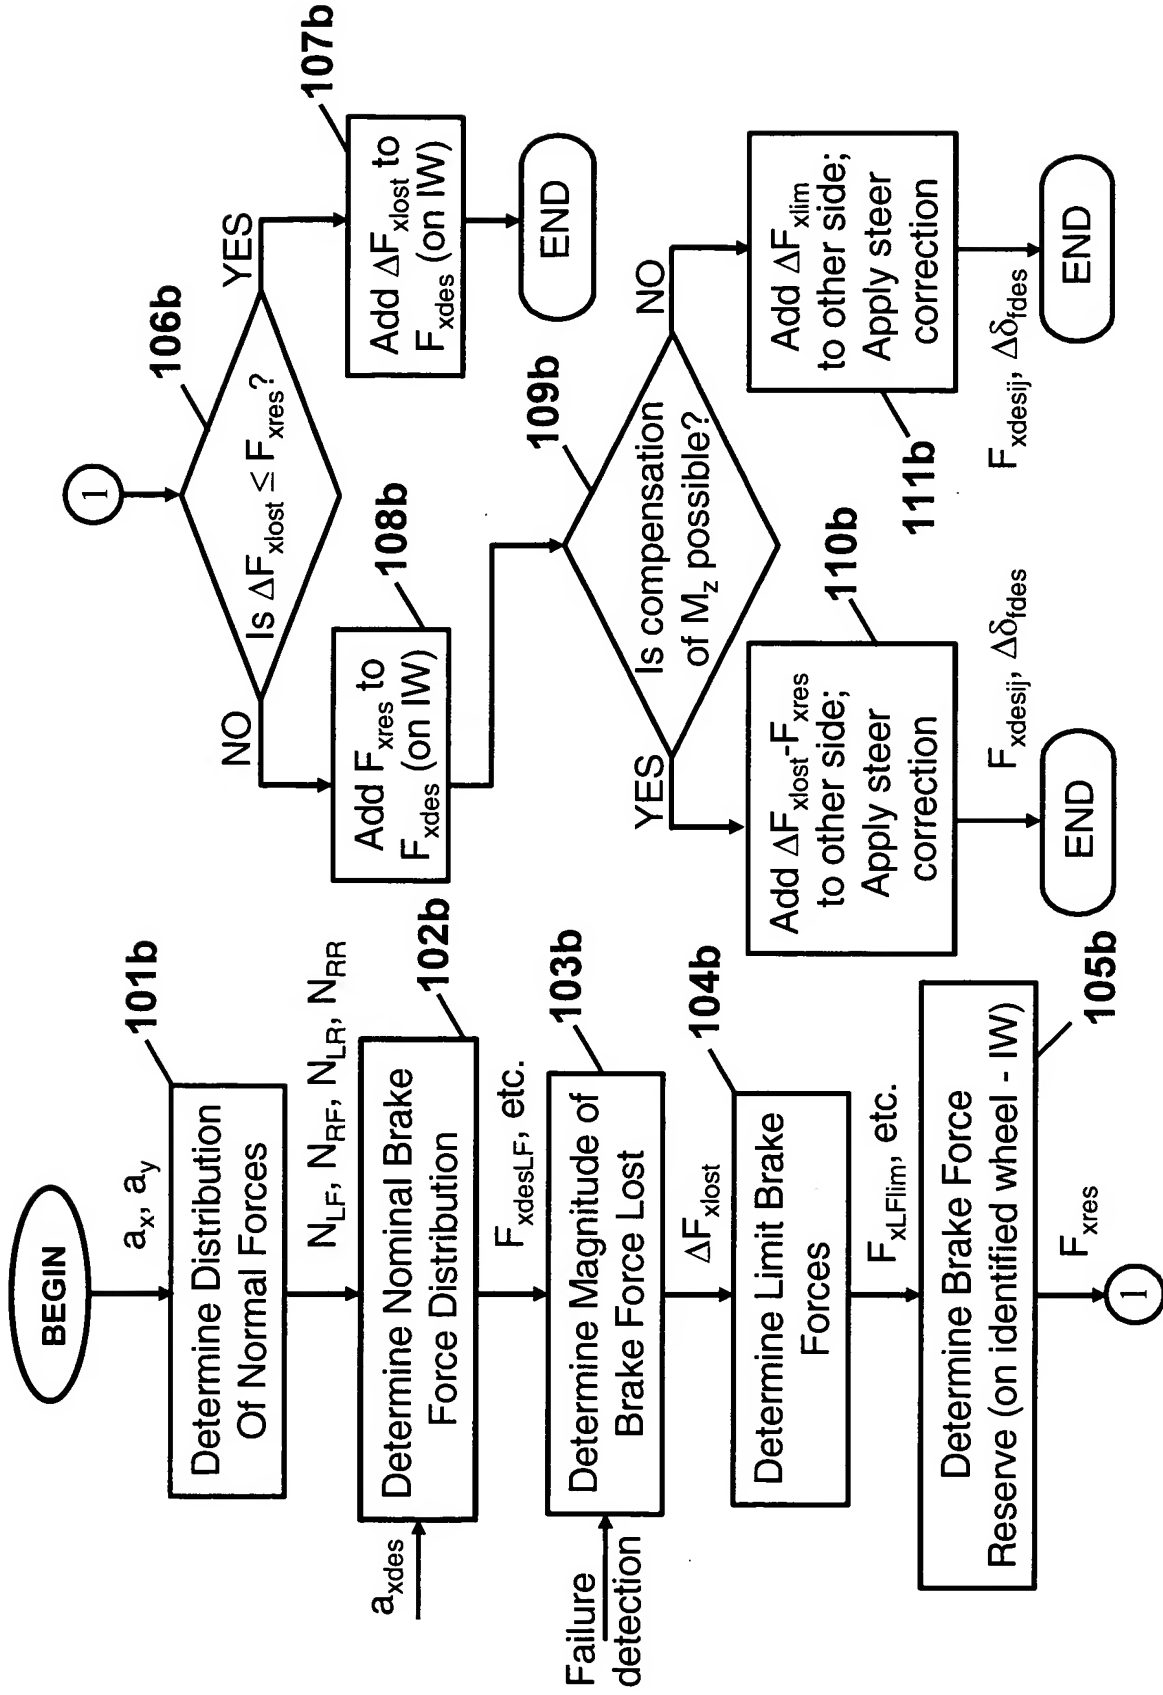 BEGIN
a_x, a_y
101b
Determine Distribution
Of Normal Forces
N_LF, N_RF, N_LR, N_RR
a_xdes
102b
Determine Nominal Brake
Force Distribution
F_xdesLF, etc.
Failure
detection
103b
Determine Magnitude of
Brake Force Lost
ΔF_xlost
104b
Determine Limit Brake
Forces
F_xLFlim, etc.
Determine Brake Force
Reserve (on identified wheel - IW)
105b
F_xres
1
1
106b
Is ΔF_xlost ≤ F_xres?
YES
107b
Add ΔF_xlost to
F_xdes (on IW)
END
NO
108b
Add F_xres to
F_xdes (on IW)
109b
Is compensation
of M_z possible?
YES
110b
Add ΔF_xlost-F_xres
to other side;
Apply steer
correction
F_xdesij, Δδ_fdes
END
NO
Add ΔF_xlim
to other side;
Apply steer
correction
111b
F_xdesij, Δδ_fdes
END